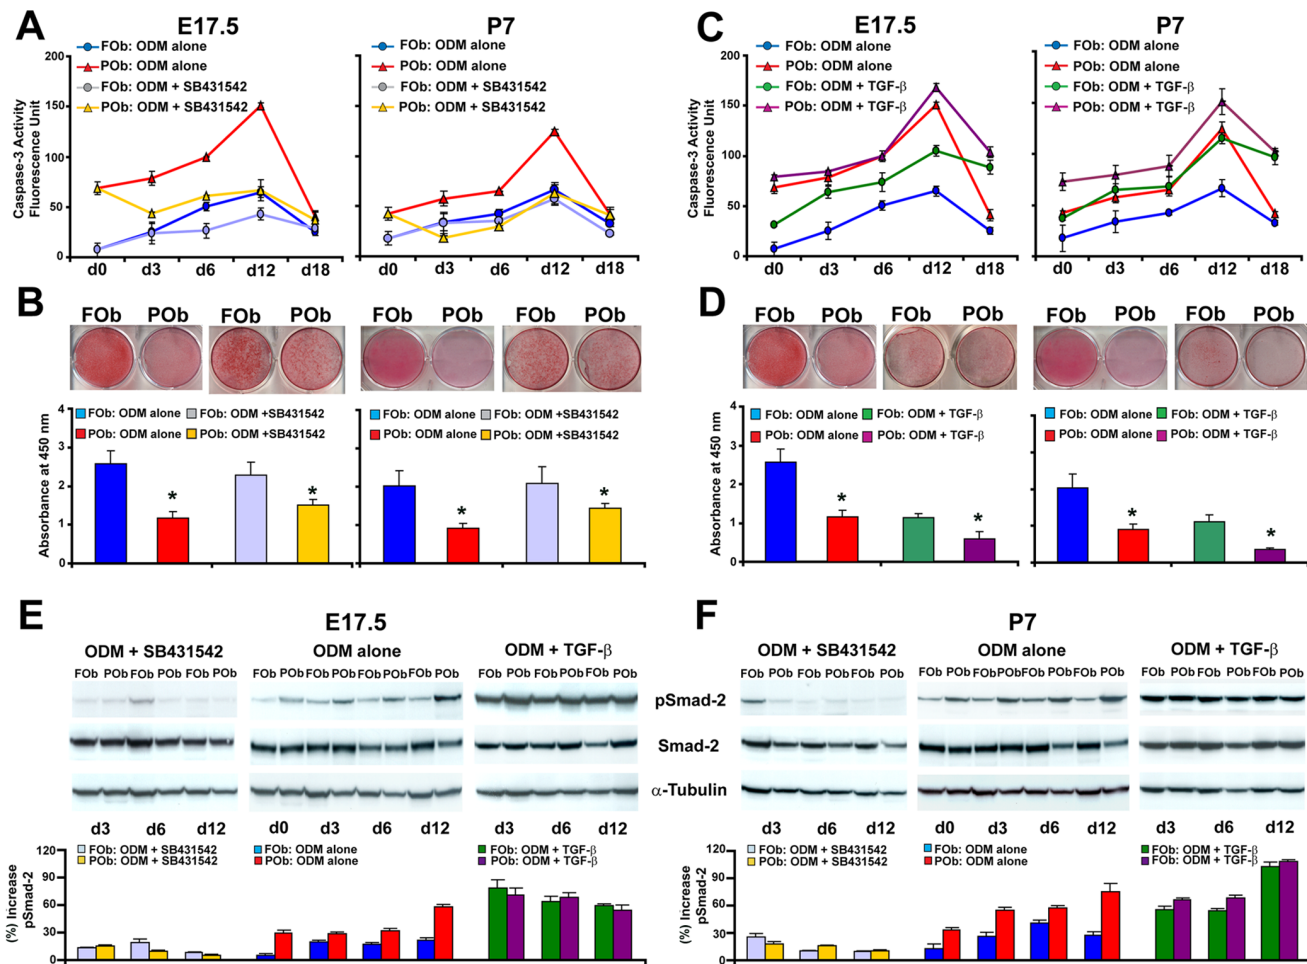 A
E17.5
P7
FOb: ODM alone
POb: ODM alone
FOb: ODM + SB431542
POb: ODM + SB431542
FOb: ODM alone
POb: ODM alone
FOb: ODM + SB431542
POb: ODM + SB431542
Caspase-3 Activity
Fluorescence Unit
200
150
100
50
0
d0 d3 d6 d12 d18
d0 d3 d6 d12 d18
C
E17.5
P7
FOb: ODM alone
POb: ODM alone
FOb: ODM + TGF-β
POb: ODM + TGF-β
FOb: ODM alone
POb: ODM alone
FOb: ODM + TGF-β
POb: ODM + TGF-β
Caspase-3 Activity
Fluorescence Unit
200
150
100
50
0
d0 d3 d6 d12 d18
d0 d3 d6 d12 d18
B
FOb POb FOb POb FOb POb FOb POb
FOb: ODM alone FOb: ODM +SB431542
POb: ODM alone POb: ODM +SB431542
FOb: ODM alone FOb: ODM +SB431542
POb: ODM alone POb: ODM +SB431542
Absorbance at 450 nm
4
3
2
1
0
* * * *
D
FOb POb FOb POb FOb POb FOb POb
FOb: ODM alone FOb: ODM + TGF-β
POb: ODM alone POb: ODM + TGF-β
FOb: ODM alone FOb: ODM + TGF-β
POb: ODM alone POb: ODM + TGF-β
Absorbance at 450 nm
4
3
2
1
0
* * * *
E
E17.5
ODM + SB431542 ODM alone ODM + TGF-β
FOb POb FOb POb FOb POb FOb POb FOb POb FOb POb FOb POb FOb POb FOb POb FOb POb
pSmad-2
Smad-2
α-Tubulin
d3 d6 d12 d0 d3 d6 d12 d3 d6 d12
FOb: ODM + SB431542
POb: ODM + SB431542
FOb: ODM alone
POb: ODM alone
FOb: ODM + TGF-β
POb: ODM + TGF-β
(%) Increase
pSmad-2
120
90
60
30
0
F
P7
ODM + SB431542 ODM alone ODM + TGF-β
FOb POb FOb POb FOb POb FOb POb FOb POb FOb POb FOb POb FOb POb FOb POb FOb POb
d3 d6 d12 d0 d3 d6 d12 d3 d6 d12
FOb: ODM + SB431542
POb: ODM + SB431542
FOb: ODM alone
POb: ODM alone
FOb: ODM + TGF-β
FOb: ODM + TGF-β
(%) Increase
pSmad-2
120
90
60
30
0